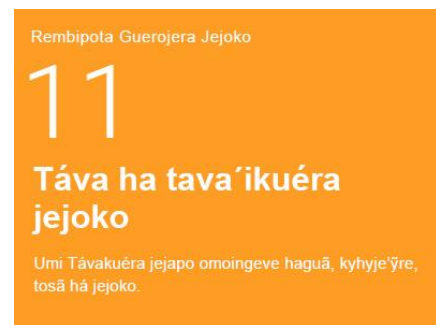 Rembipota Guerojera Jejoko
11
Táva ha tava´ikuéra
jejoko
Umi Távakuéra jejapo omoingeve haguã, kyhyje’ỹre,
tosã há jejoko.